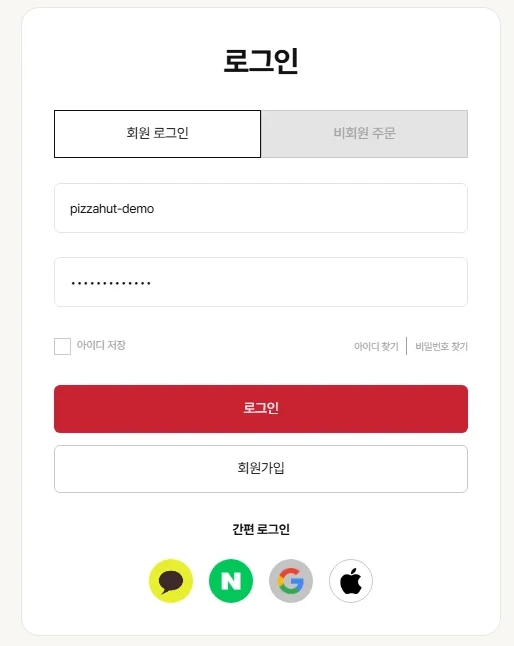 로그인
회원 로그인 비회원 주문
pizzahut-demo
•••••••••••••
아이디 저장 아이디 찾기 비밀번호 찾기
로그인
회원가입
간편 로그인
N G